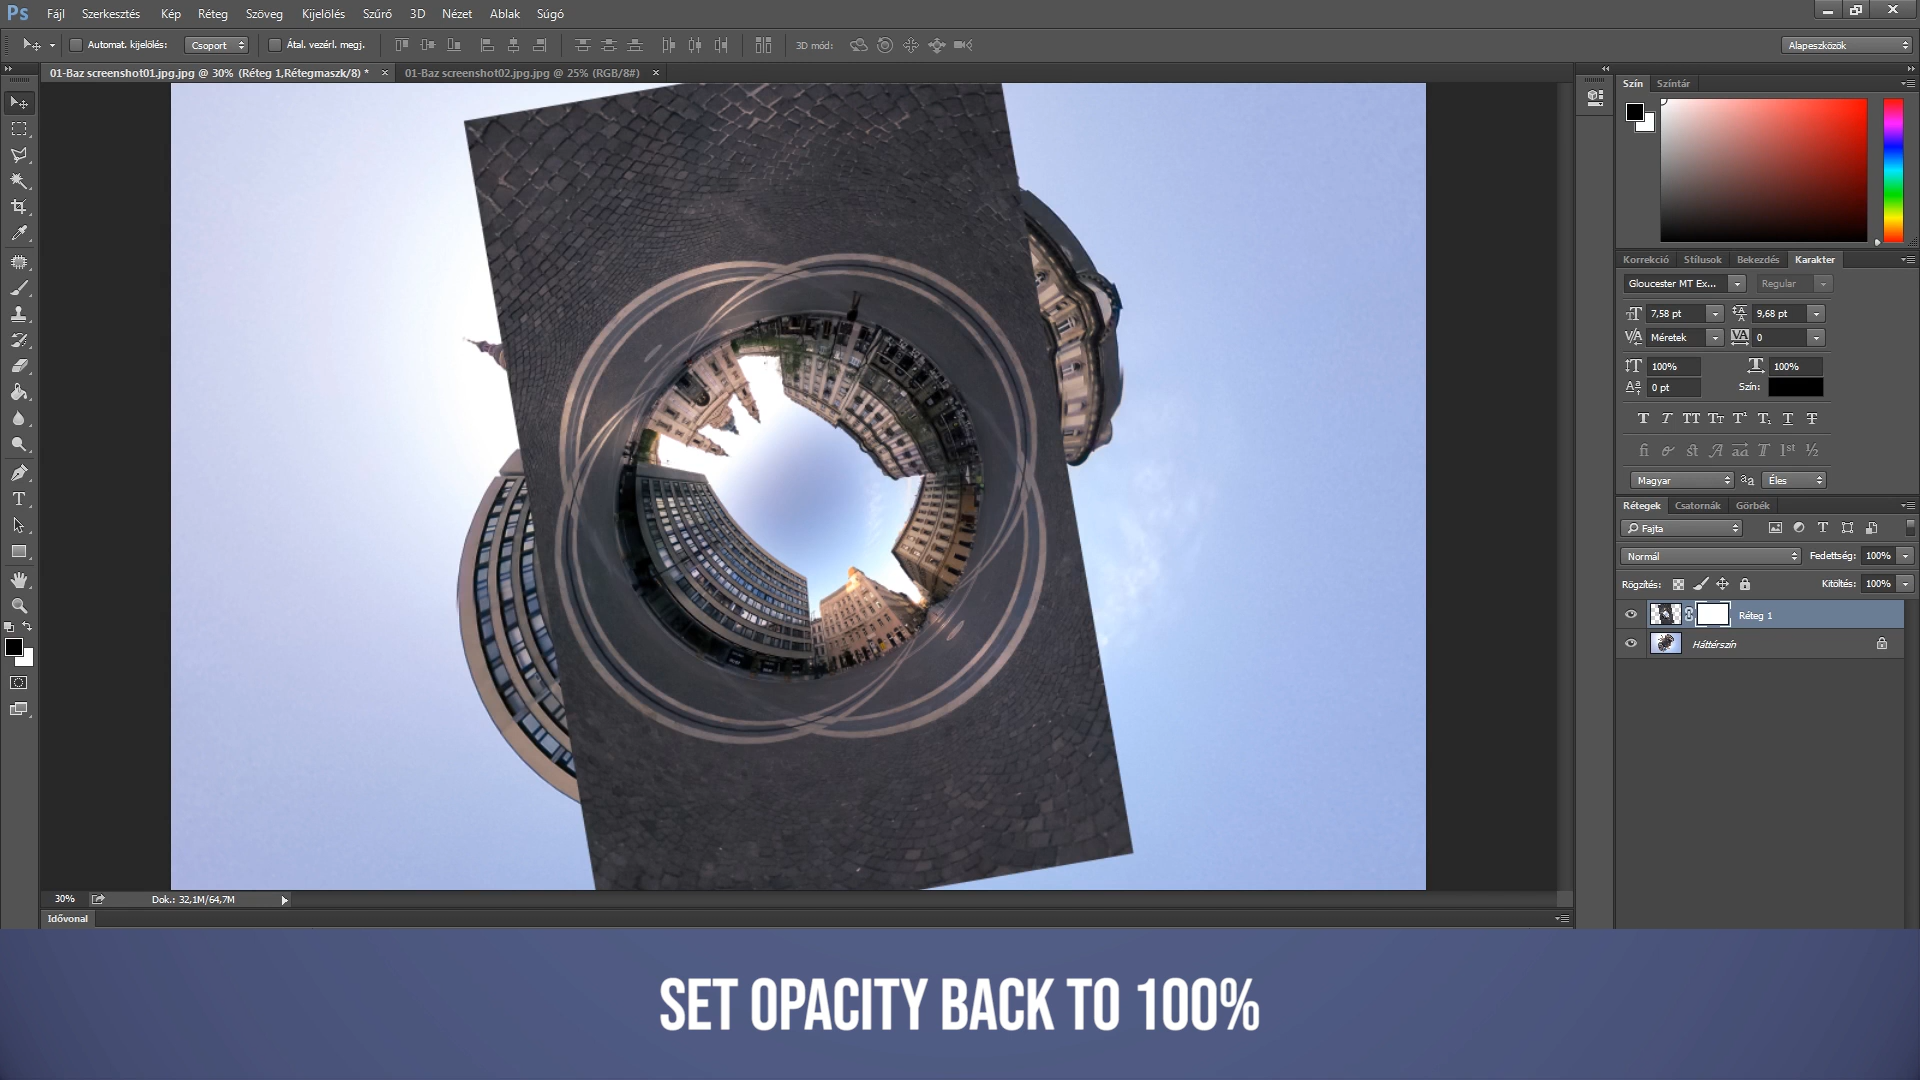 Ps Fájl Szerkesztés Kép Réteg Szöveg Kijelölés Szűrő 3D Nézet Ablak Súgó
Automat. kijelölés: Csoport Átal. vezérl. megj. 3D mód: Alapeszközök
01-Baz screenshot01.jpg.jpg @ 30% (Réteg 1,Rétegmaszk/8) * × 01-Baz screenshot02.jpg.jpg @ 25% (RGB/8#) ×
Szín Színtár
Korrekció Stílusok Bekezdés Karakter
Gloucester MT Ex... Regular
7,58 pt 9,68 pt
Méretek 0
100% 100%
0 pt Szín:
Magyar Éles
Rétegek Csatornák Görbék
Fajta
Normál Fedettség: 100%
Rögzítés: Kitöltés: 100%
Réteg 1
Háttérszín
30% Dok.: 32,1M/64,7M
Idővonal
SET OPACITY BACK TO 100%